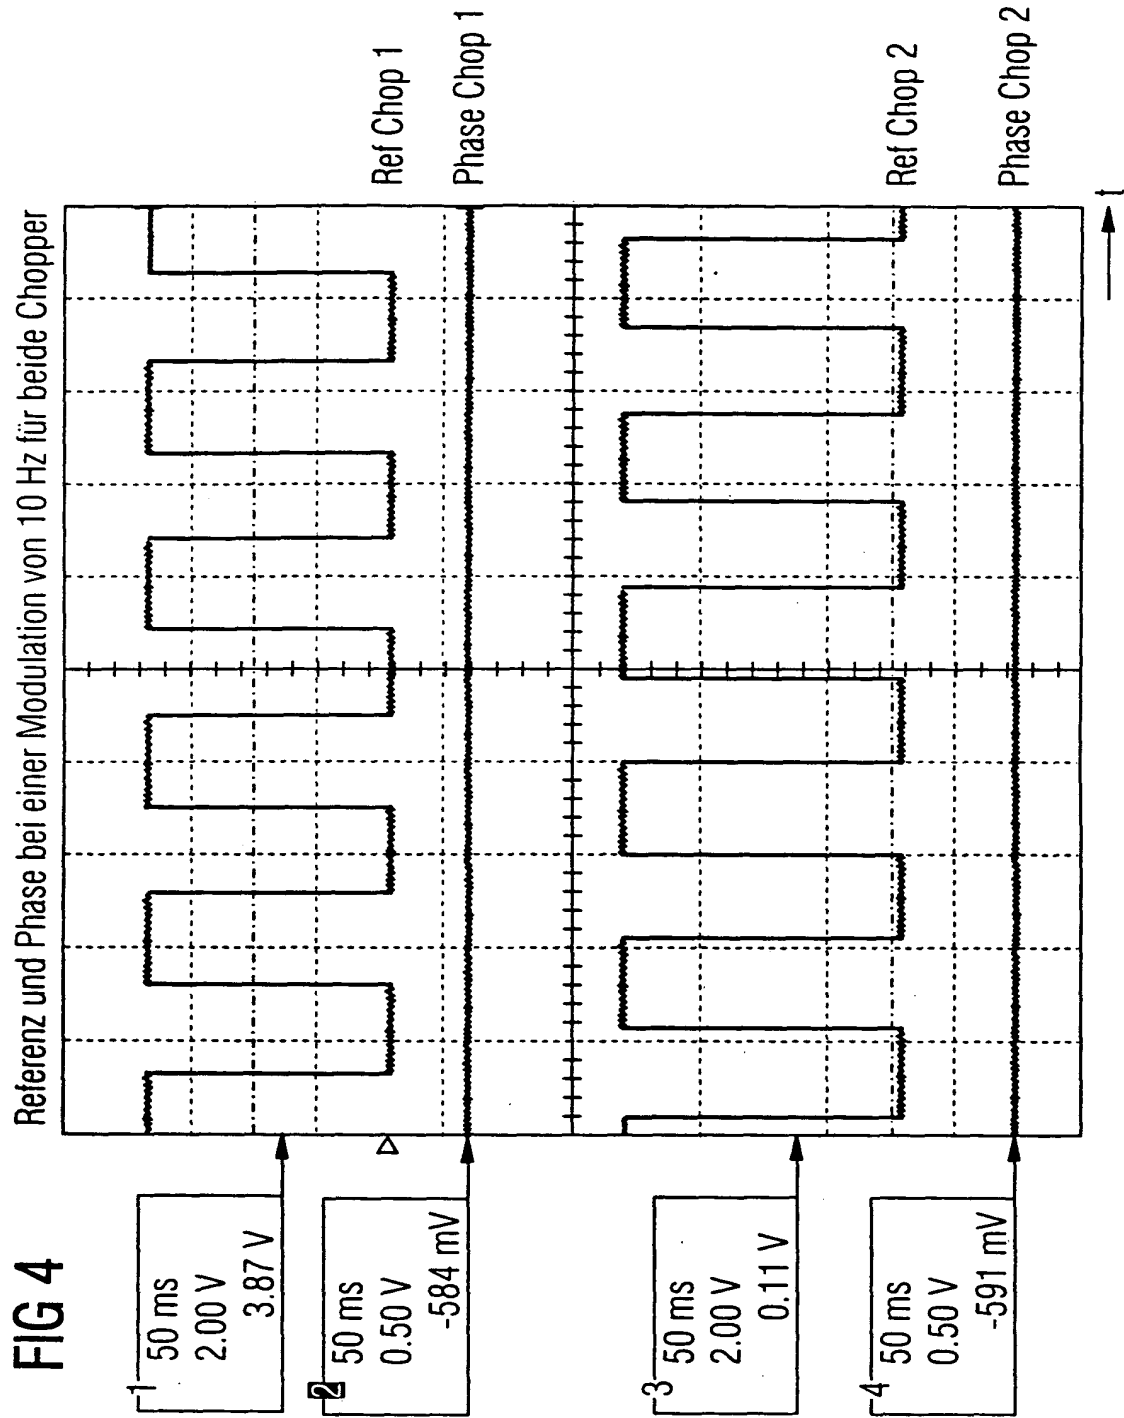 FIG 4
Referenz und Phase bei einer Modulation von 10 Hz für beide Chopper
1
50 ms
2.00 V
3.87 V
2
50 ms
0.50 V
-584 mV
3
50 ms
2.00 V
0.11 V
4
50 ms
0.50 V
-591 mV
Ref Chop 1
Phase Chop 1
Ref Chop 2
Phase Chop 2
t